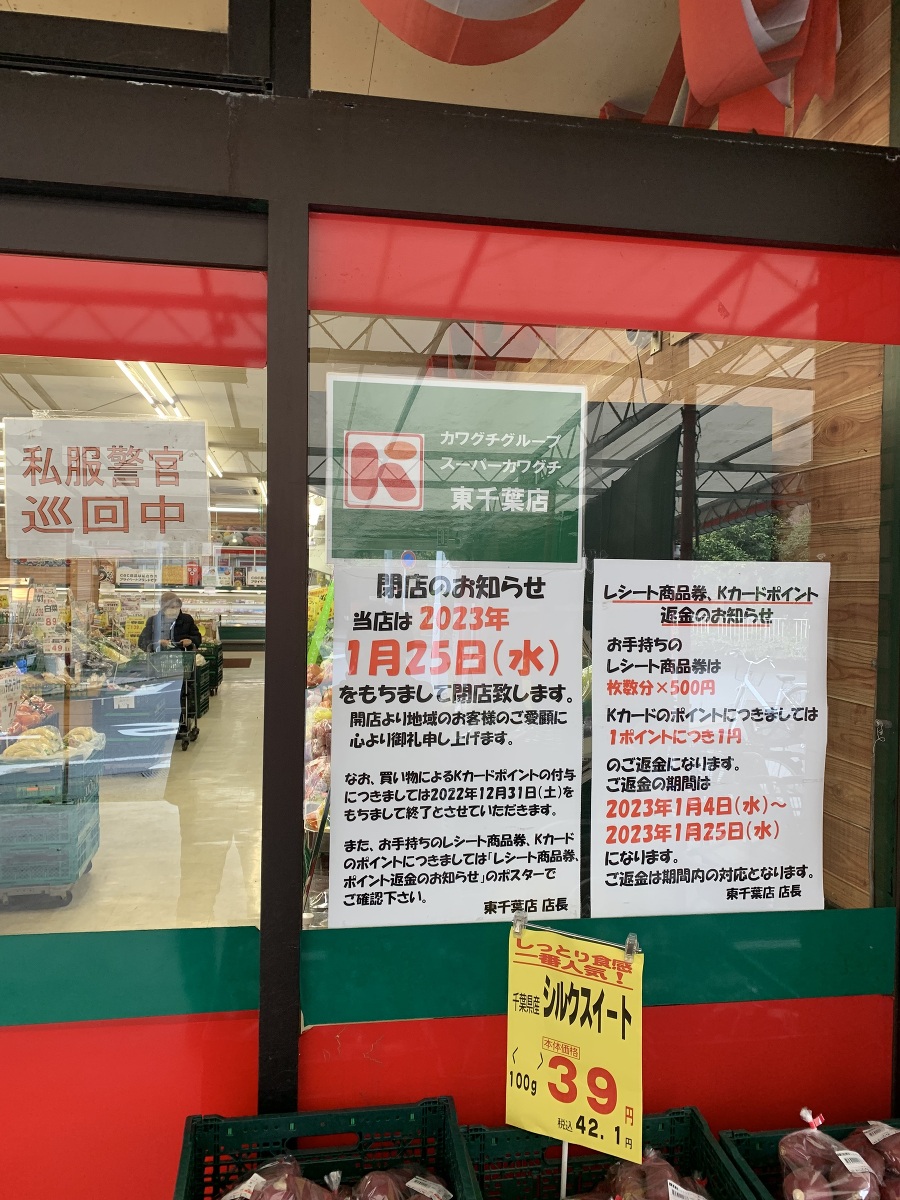 私服警官
巡回中
カワグチグループ
スーパーカワグチ
東千葉店
閉店のお知らせ
当店は2023年
1月25日(水)
をもちまして閉店致します。
開店より地域のお客様のご愛顧に
心より御礼申し上げます。
なお、買い物によるKカードポイントの付与
につきましては2022年12月31日(土)を
もちまして終了とさせていただきます。
また、お手持ちのレシート商品券、Kカード
のポイントにつきましては「レシート商品券、
ポイント返金のお知らせ」のポスターで
ご確認下さい。
東千葉店 店長
レシート商品券、Kカードポイント
返金のお知らせ
お手持ちの
レシート商品券は
枚数分×500円
Kカードのポイントにつきましては
1ポイントにつき1円
のご返金になります。
ご返金の期間は
2023年1月4日(水)~
2023年1月25日(水)
になります。
ご返金は期間内の対応となります。
東千葉店 店長
しっとり食感
一番人気!
千葉県産 シルクスイート
本体価格
〈 〉
100g 39円
税込 42.1円